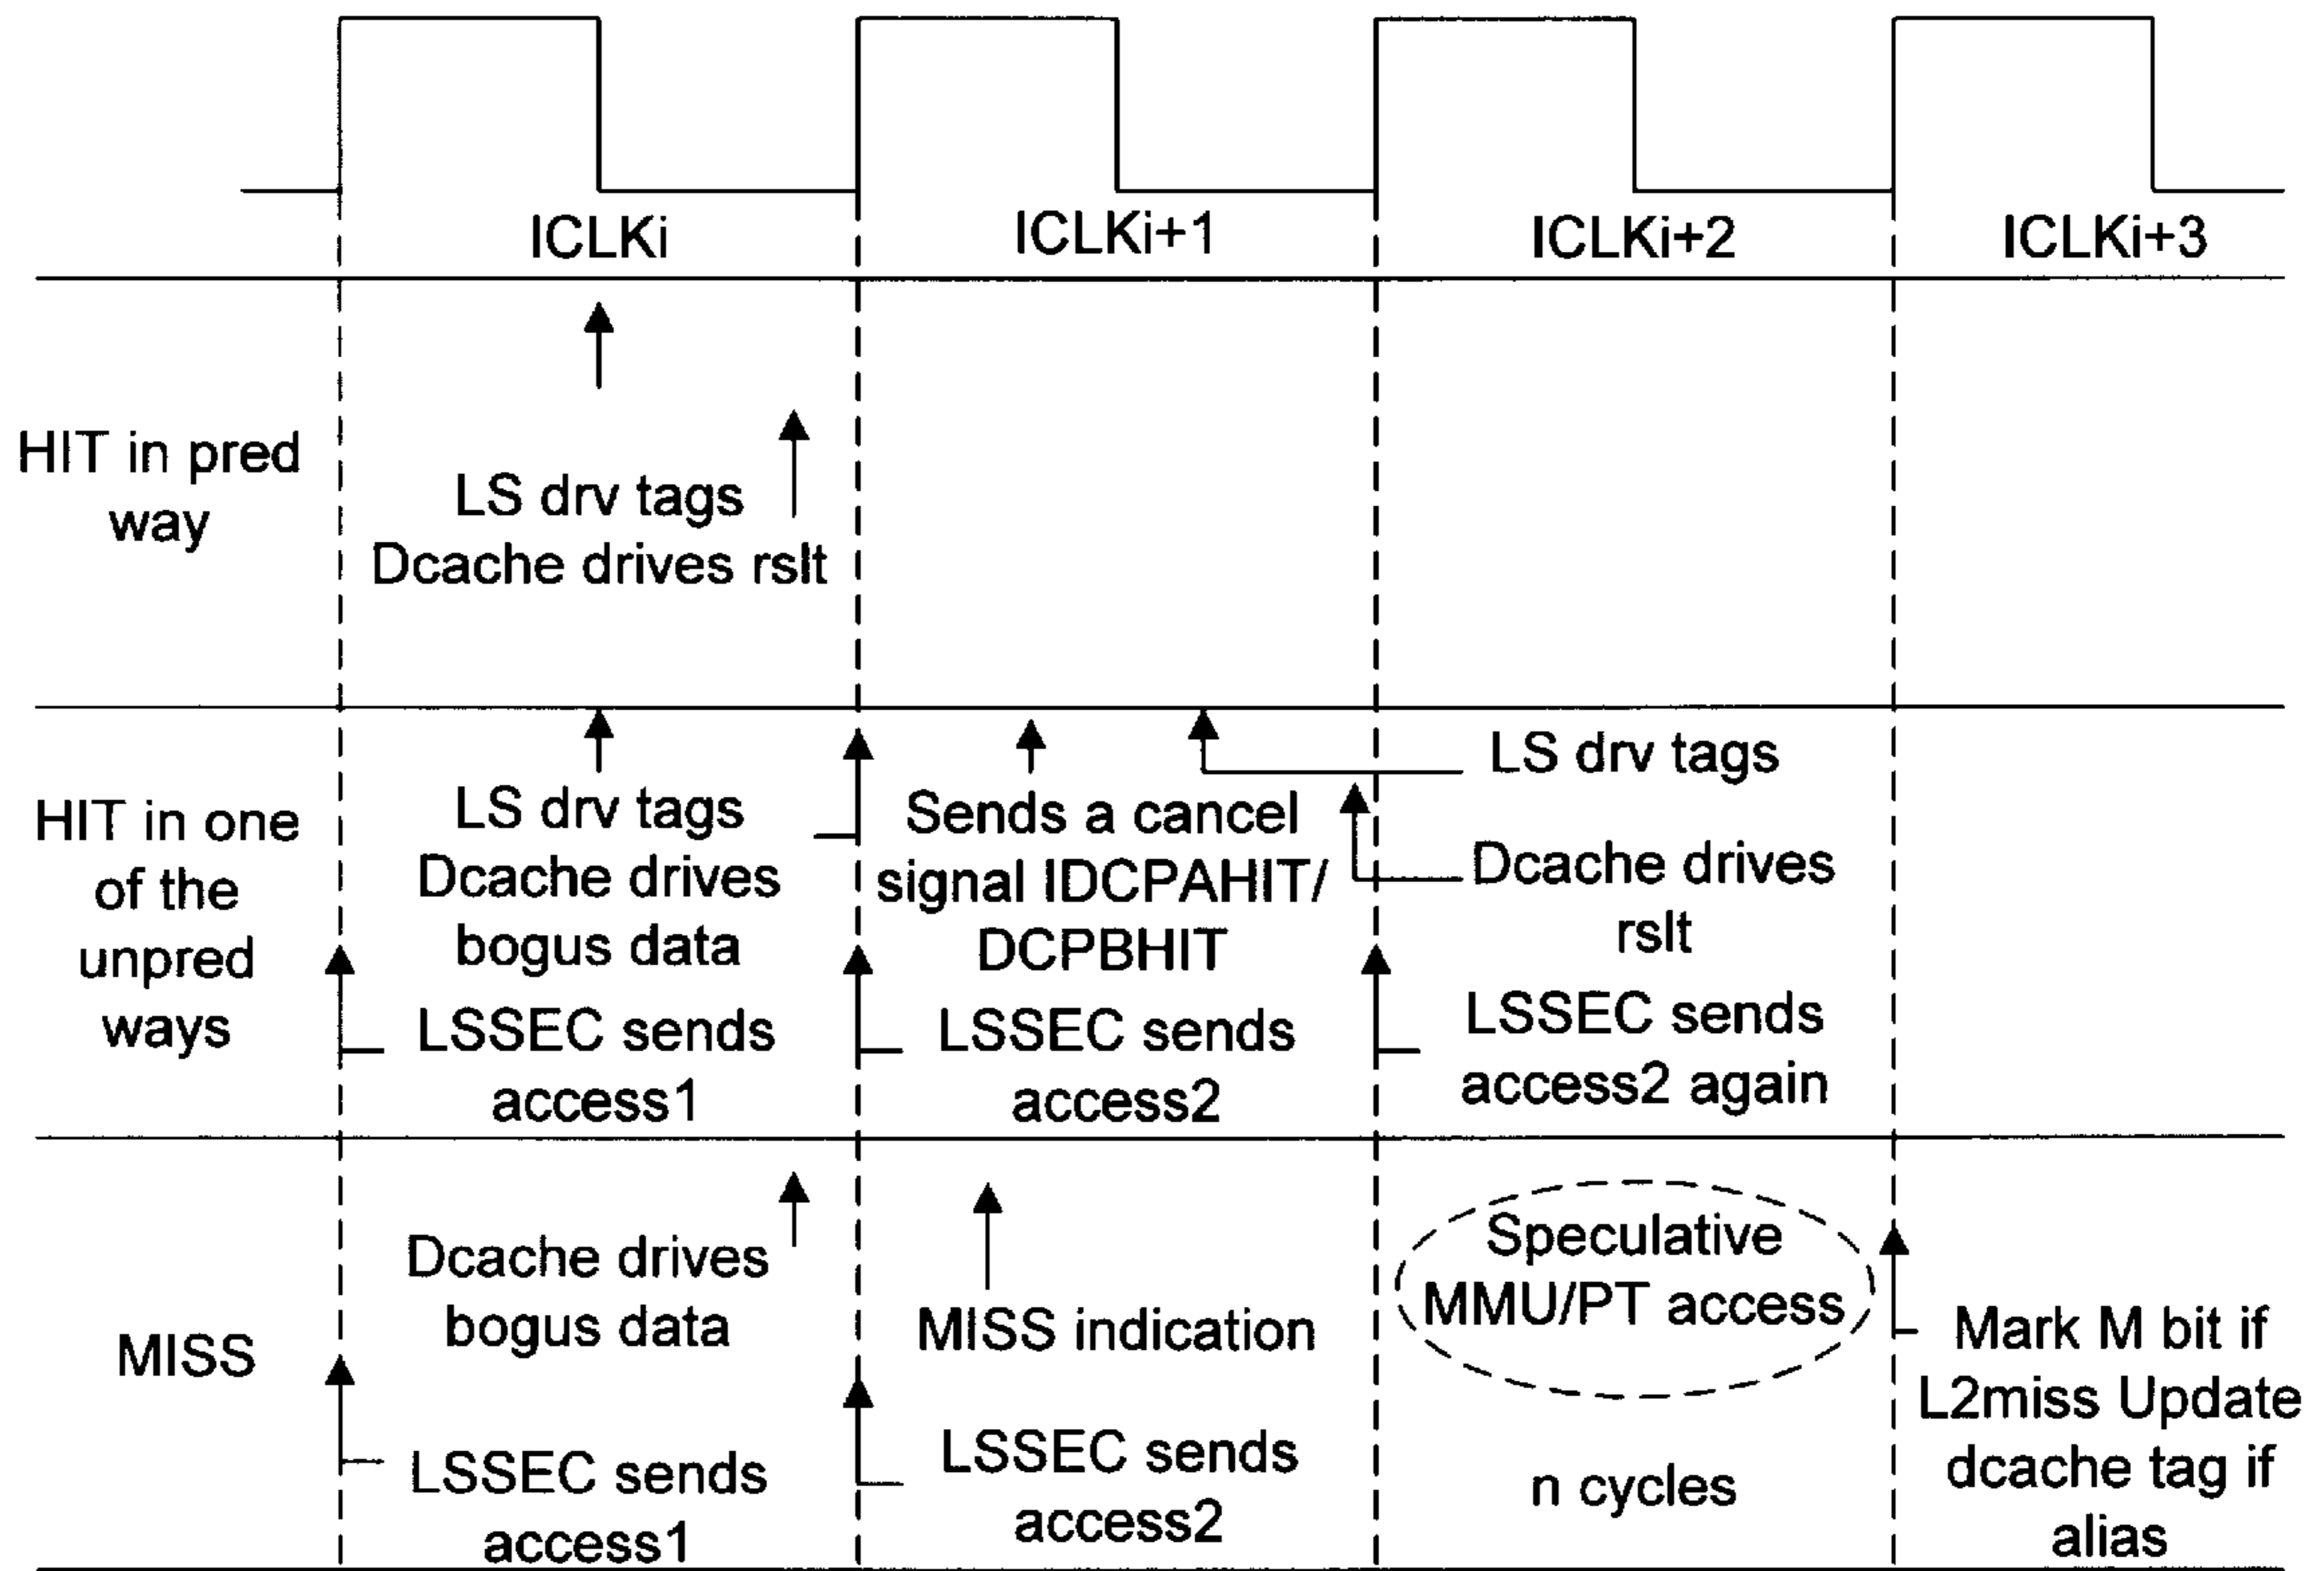 ICLKi
ICLKi+1
ICLKi+2
ICLKi+3
HIT in pred
way
LS drv tags
Dcache drives rslt
HIT in one
of the
unpred
ways
LS drv tags
Dcache drives
bogus data
LSSEC sends
access1
Sends a cancel
signal IDCPAHIT/
DCPBHIT
LSSEC sends
access2
LS drv tags
Dcache drives
rslt
LSSEC sends
access2 again
MISS
Dcache drives
bogus data
LSSEC sends
access1
MISS indication
LSSEC sends
access2
Speculative
MMU/PT access
n cycles
Mark M bit if
L2miss Update
dcache tag if
alias